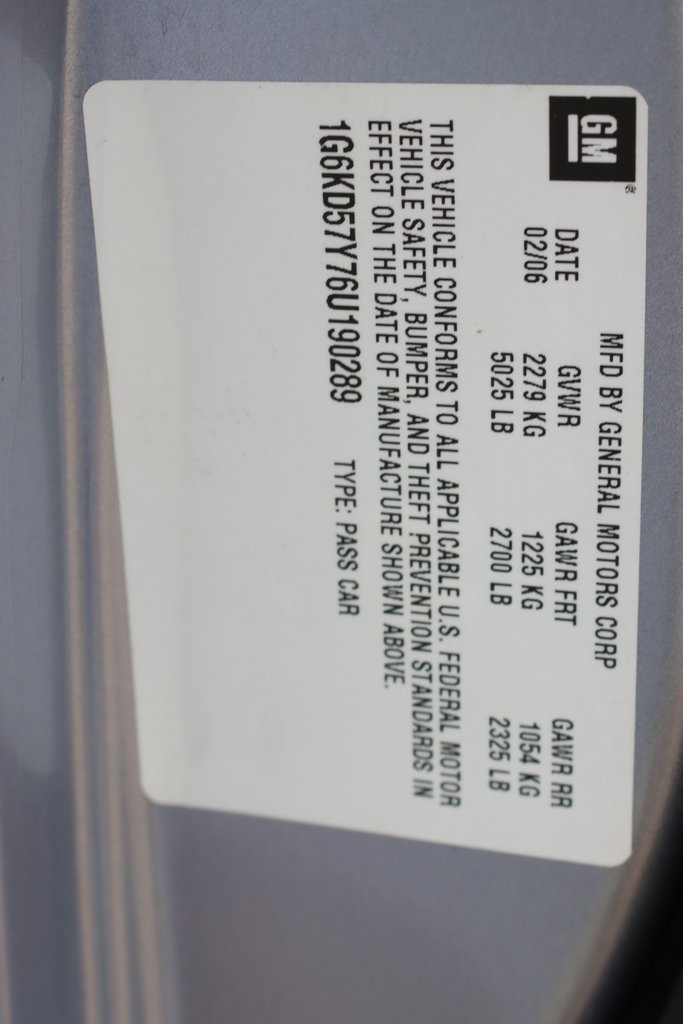 GM
MFD BY GENERAL MOTORS CORP
DATE GVWR GAWR FRT GAWR RR
02/06 2279 KG 1225 KG 1054 KG
5025 LB 2700 LB 2325 LB
THIS VEHICLE CONFORMS TO ALL APPLICABLE U.S. FEDERAL MOTOR
VEHICLE SAFETY, BUMPER, AND THEFT PREVENTION STANDARDS IN
EFFECT ON THE DATE OF MANUFACTURE SHOWN ABOVE.
1G6KD57Y76U190289 TYPE: PASS CAR